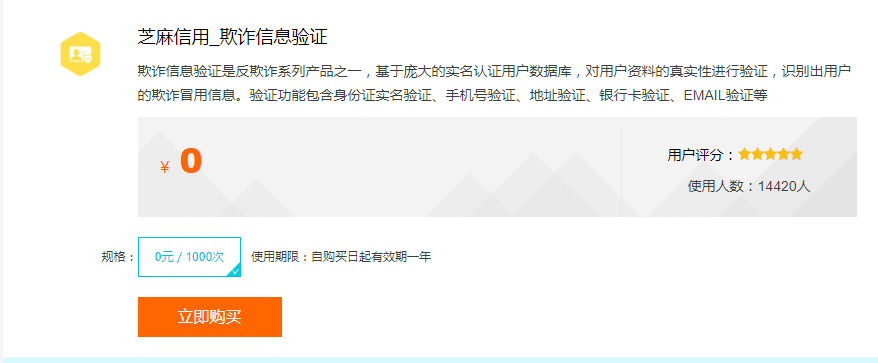 芝麻信用_欺诈信息验证
欺诈信息验证是反欺诈系列产品之一，基于庞大的实名认证用户数据库，对用户资料的真实性进行验证，识别出用户
的欺诈冒用信息。验证功能包含身份证实名验证、手机号验证、地址验证、银行卡验证、EMAIL验证等
¥ 0
用户评分：
使用人数：14420人
规格： 0元 / 1000次 使用期限：自购买日起有效期一年
立即购买